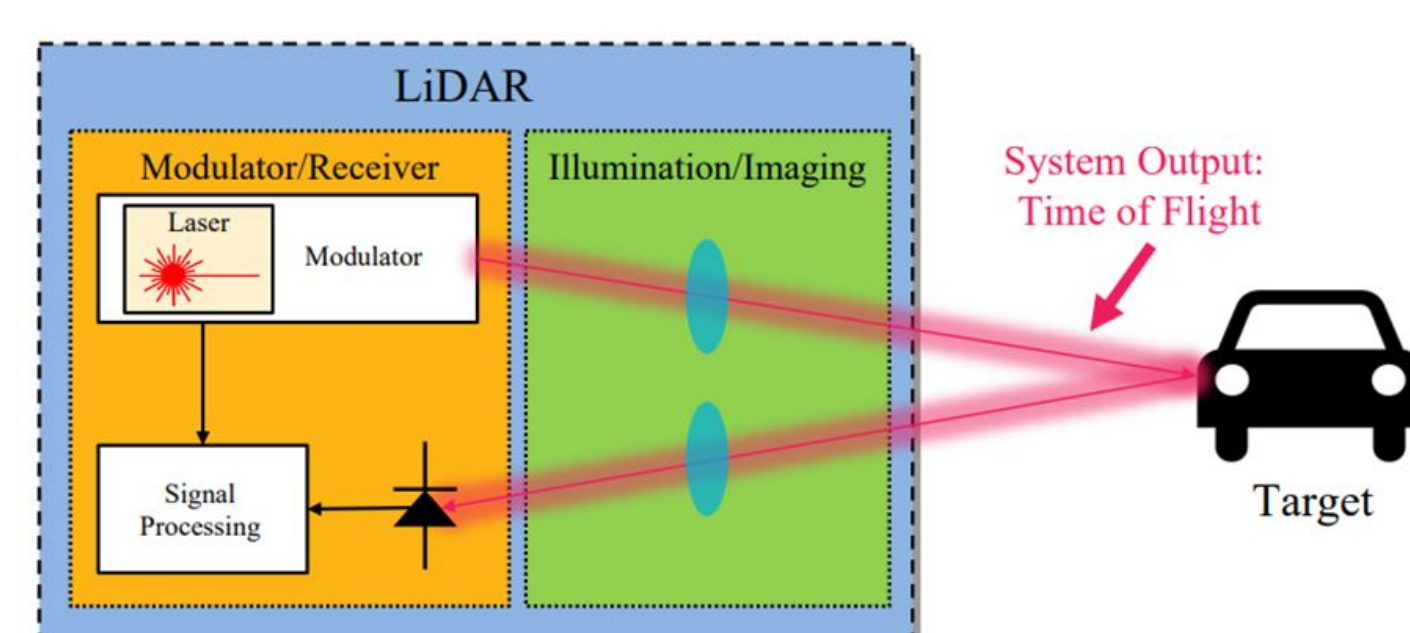 LiDAR
Modulator/Receiver
Laser
Modulator
Signal
Processing
Illumination/Imaging
System Output:
Time of Flight
Target